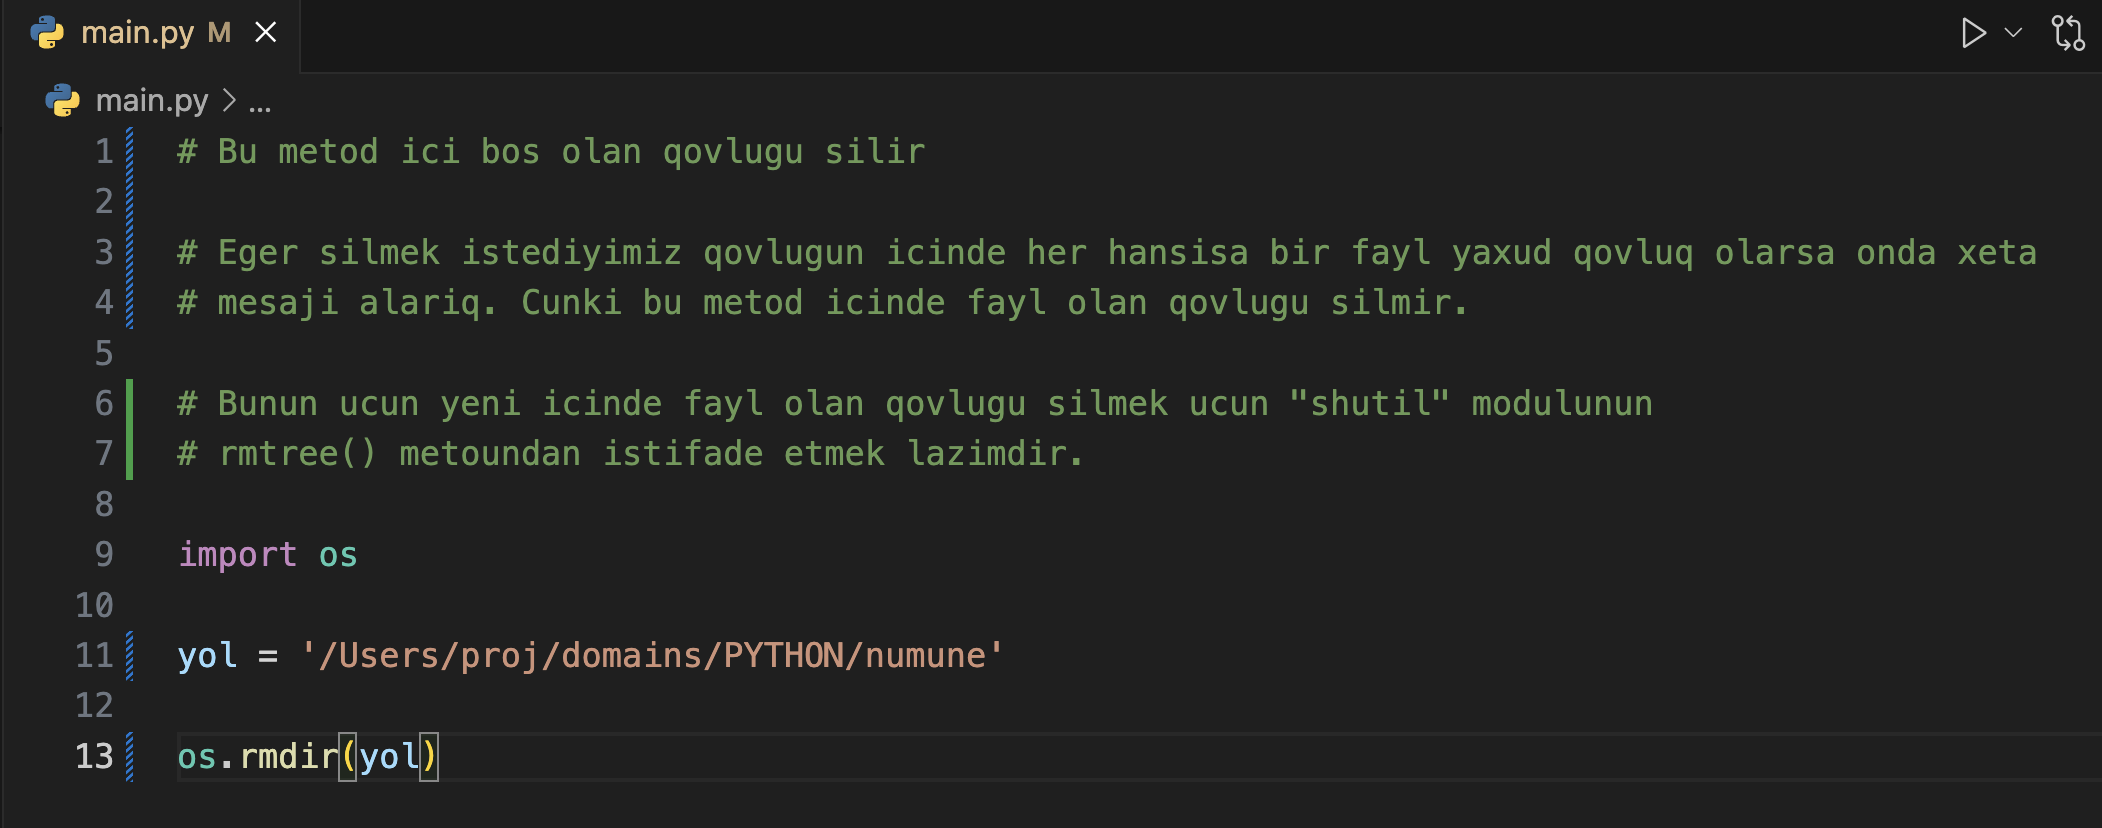 main.py M
main.py > ...
1 # Bu metod ici bos olan qovlugu silir
2
3 # Eger silmek istediyimiz qovlugun icinde her hansisa bir fayl yaxud qovluq olarsa onda xeta
4 # mesaji alariq. Cunki bu metod icinde fayl olan qovlugu silmir.
5
6 # Bunun ucun yeni icinde fayl olan qovlugu silmek ucun "shutil" modulunun
7 # rmtree() metoundan istifade etmek lazimdir.
8
9 import os
10
11 yol = '/Users/proj/domains/PYTHON/numune'
12
13 os.rmdir(yol)